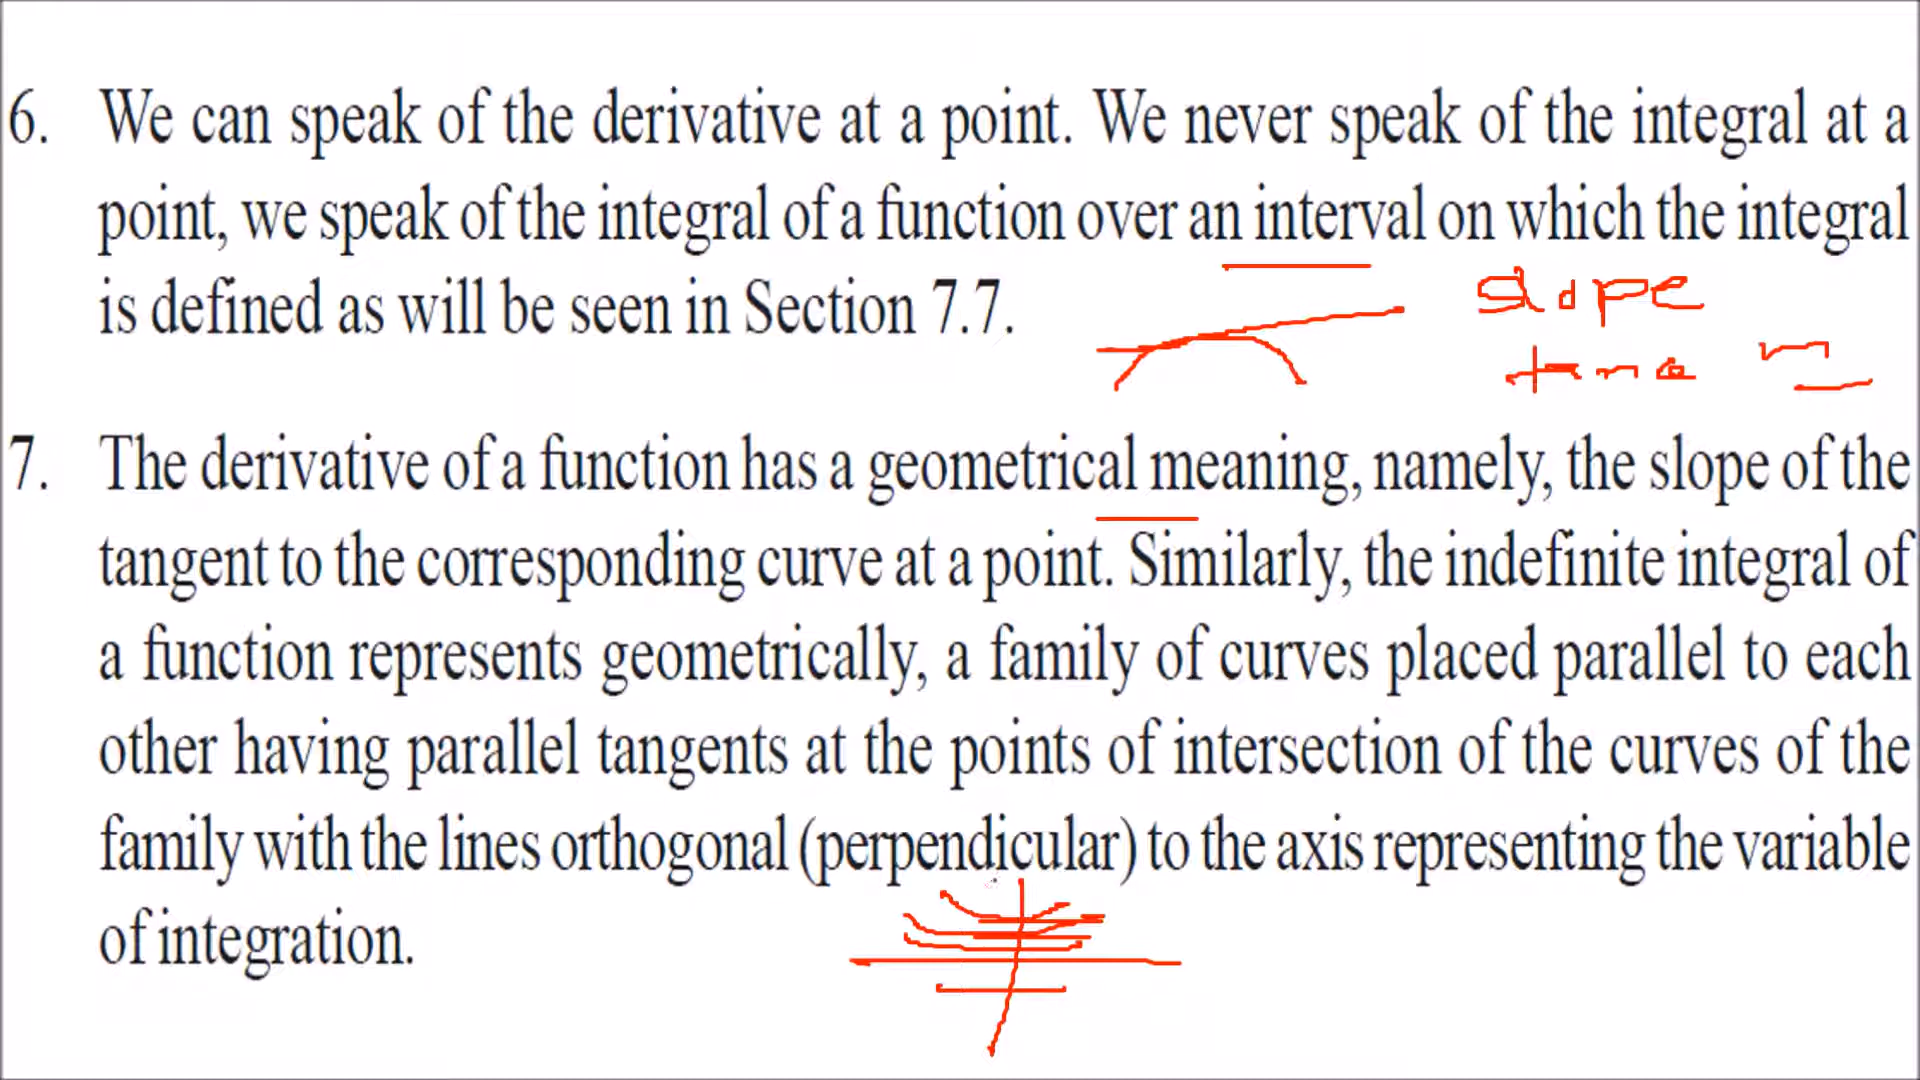 6. We can speak of the derivative at a point. We never speak of the integral at a
point, we speak of the integral of a function over an interval on which the integral
is defined as will be seen in Section 7.7.
slope
7. The derivative of a function has a geometrical meaning, namely, the slope of the
tangent to the corresponding curve at a point. Similarly, the indefinite integral of
a function represents geometrically, a family of curves placed parallel to each
other having parallel tangents at the points of intersection of the curves of the
family with the lines orthogonal (perpendicular) to the axis representing the variable
of integration.